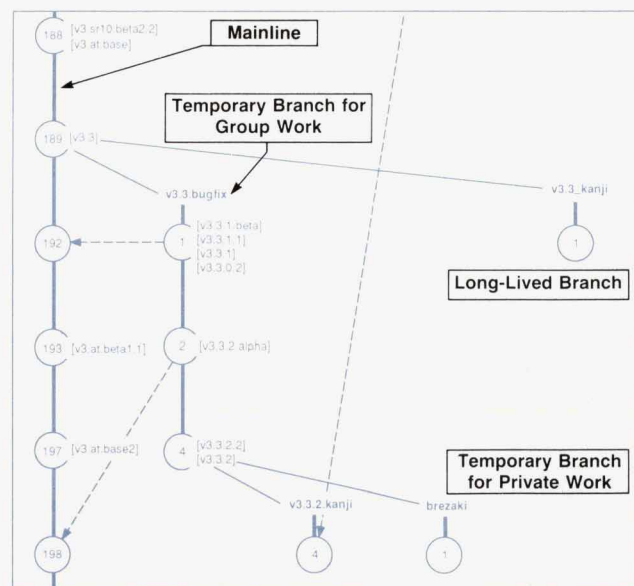 188
[v3.sr10.beta2.2]
[v3.at.base]
Mainline
Temporary Branch for
Group Work
189
[v3.3]
v3.3.bugfix
v3.3_kanji
192
1
[v3.3.1.beta]
[v3.3.1.1]
[v3.3.1]
[v3.3.0.2]
1
Long-Lived Branch
193
[v3.at.beta1.1]
2
[v3.3.2.alpha]
197
[v3.at.base2]
4
[v3.3.2.2]
[v3.3.2]
Temporary Branch
for Private Work
v3.3.2.kanji
brezaki
198
4
1